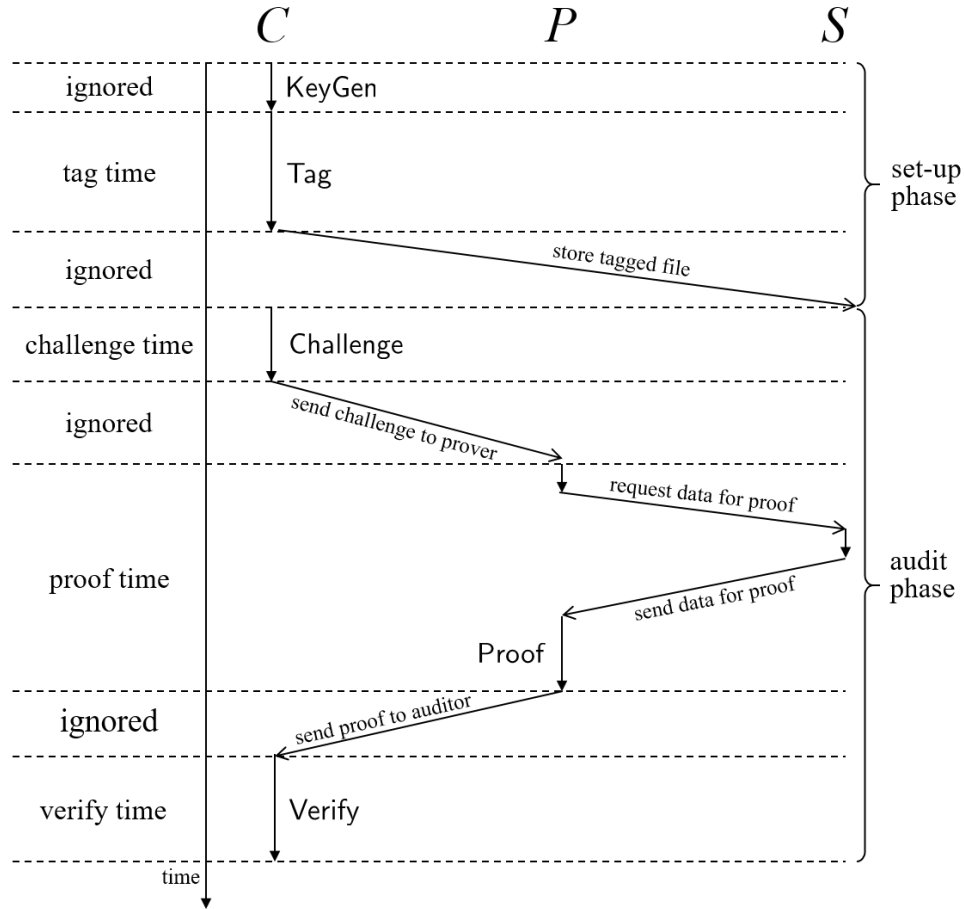 C P S
ignored KeyGen
tag time Tag
set-up
phase
store tagged file
ignored
challenge time Challenge
send challenge to prover
ignored
request data for proof
proof time
audit
phase
send data for proof
Proof
send proof to auditor
ignored
verify time Verify
time